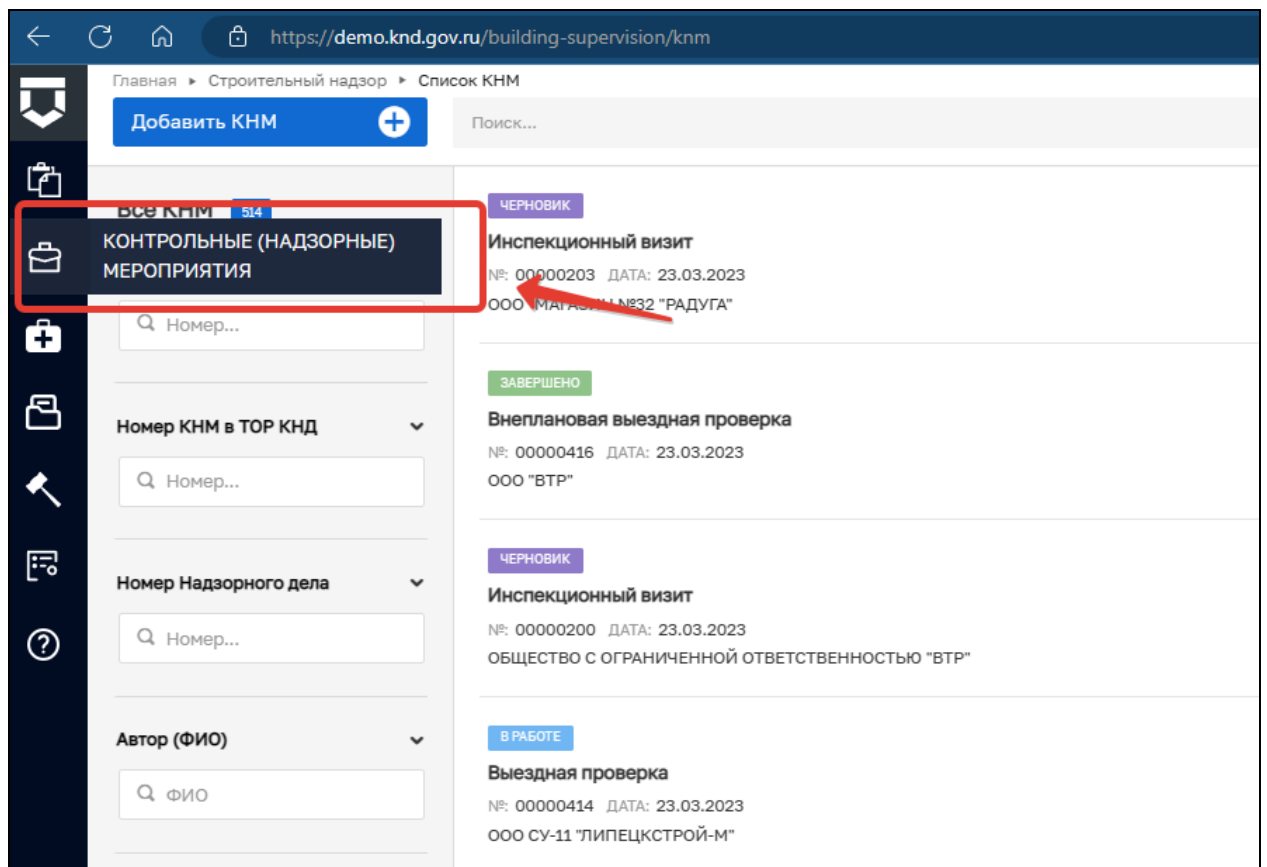 https://demo.knd.gov.ru/building-supervision/knm
Главная ▸ Строительный надзор ▸ Список КНМ
Добавить КНМ
Поиск...
Все КНМ 514
КОНТРОЛЬНЫЕ (НАДЗОРНЫЕ)
МЕРОПРИЯТИЯ
Номер...
Номер КНМ в ТОР КНД
Номер...
Номер Надзорного дела
Номер...
Автор (ФИО)
ФИО
ЧЕРНОВИК
Инспекционный визит
№: 00000203 ДАТА: 23.03.2023
ООО "МАГАЗИН №32 "РАДУГА"
ЗАВЕРШЕНО
Внеплановая выездная проверка
№: 00000416 ДАТА: 23.03.2023
ООО "ВТР"
ЧЕРНОВИК
Инспекционный визит
№: 00000200 ДАТА: 23.03.2023
ОБЩЕСТВО С ОГРАНИЧЕННОЙ ОТВЕТСТВЕННОСТЬЮ "ВТР"
В РАБОТЕ
Выездная проверка
№: 00000414 ДАТА: 23.03.2023
ООО СУ-11 "ЛИПЕЦКСТРОЙ-М"